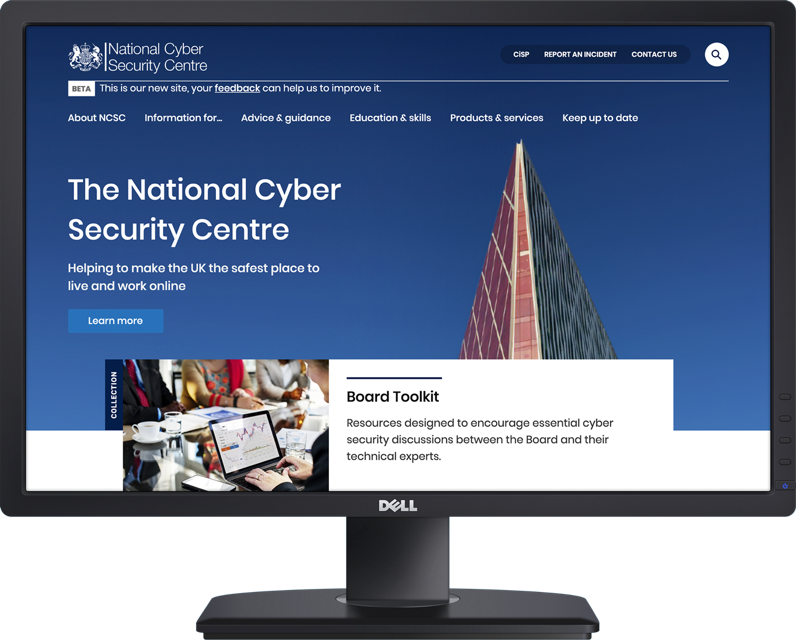 National Cyber
Security Centre
CiSP REPORT AN INCIDENT CONTACT US
BETA This is our new site, your feedback can help us to improve it.
About NCSC Information for... Advice & guidance Education & skills Products & services Keep up to date
The National Cyber
Security Centre
Helping to make the UK the safest place to
live and work online
Learn more
COLLECTION
Board Toolkit
Resources designed to encourage essential cyber
security discussions between the Board and their
technical experts.
DELL